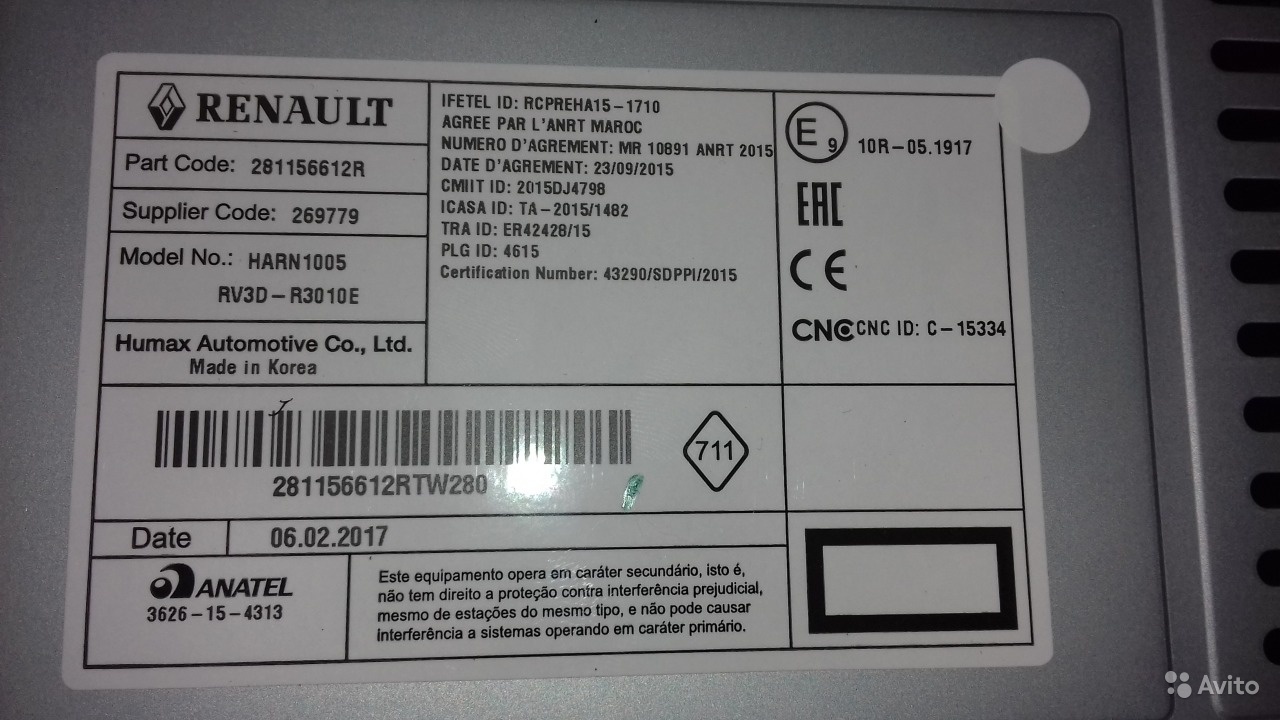 RENAULT
Part Code: 281156612R
Supplier Code: 269779
Model No.: HARN1005
RV3D-R3010E
Humax Automotive Co., Ltd.
Made in Korea
IFETEL ID: RCPREHA15-1710
AGREE PAR L'ANRT MAROC
NUMERO D'AGREMENT: MR 10891 ANRT 2015
DATE D'AGREMENT: 23/09/2015
CMIIT ID: 2015DJ4798
ICASA ID: TA-2015/1482
TRA ID: ER42428/15
PLG ID: 4615
Certification Number: 43290/SDPPI/2015
E9 10R-05.1917
EAC
CE
CNC CNC ID: C-15334
281156612RTW280
711
Date 06.02.2017
ANATEL
3626-15-4313
Este equipamento opera em caráter secundário, isto é,
não tem direito a proteção contra interferência prejudicial,
mesmo de estações do mesmo tipo, e não pode causar
interferência a sistemas operando em caráter primário.
Avito